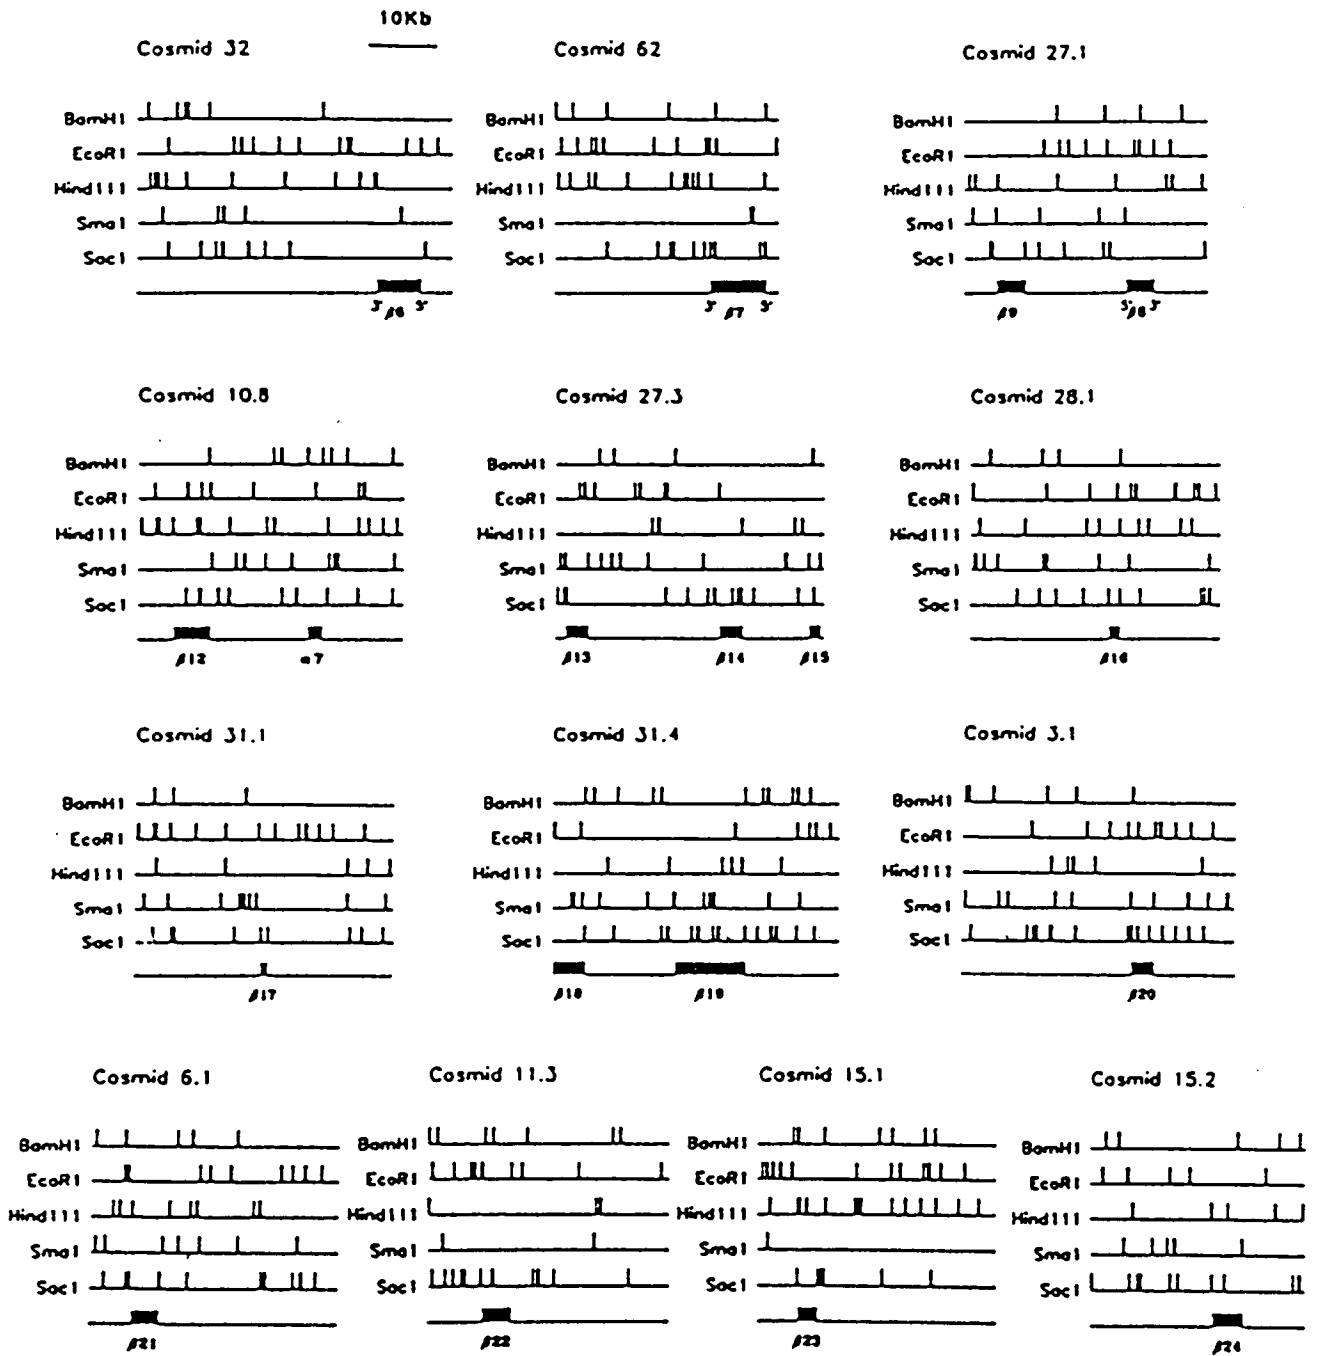 10Kb
Cosmid 32
Cosmid 62
Cosmid 27.1
BamH1
BamH1
BamH1
EcoR1
EcoR1
EcoR1
Hind111
Hind111
Hind111
Sma1
Sma1
Sma1
Sac1
Sac1
Sac1
β6
β7
β9
β8
Cosmid 10.8
Cosmid 27.3
Cosmid 28.1
BamH1
BamH1
BamH1
EcoR1
EcoR1
EcoR1
Hind111
Hind111
Hind111
Sma1
Sma1
Sma1
Sac1
Sac1
Sac1
β12
α7
β13
β14
β15
β16
Cosmid 31.1
Cosmid 31.4
Cosmid 3.1
BamH1
BamH1
BamH1
EcoR1
EcoR1
EcoR1
Hind111
Hind111
Hind111
Sma1
Sma1
Sma1
Sac1
Sac1
Sac1
β17
β18
β19
β20
Cosmid 6.1
Cosmid 11.3
Cosmid 15.1
Cosmid 15.2
BamH1
BamH1
BamH1
BamH1
EcoR1
EcoR1
EcoR1
EcoR1
Hind111
Hind111
Hind111
Hind111
Sma1
Sma1
Sma1
Sma1
Sac1
Sac1
Sac1
Sac1
β21
β22
β23
β24